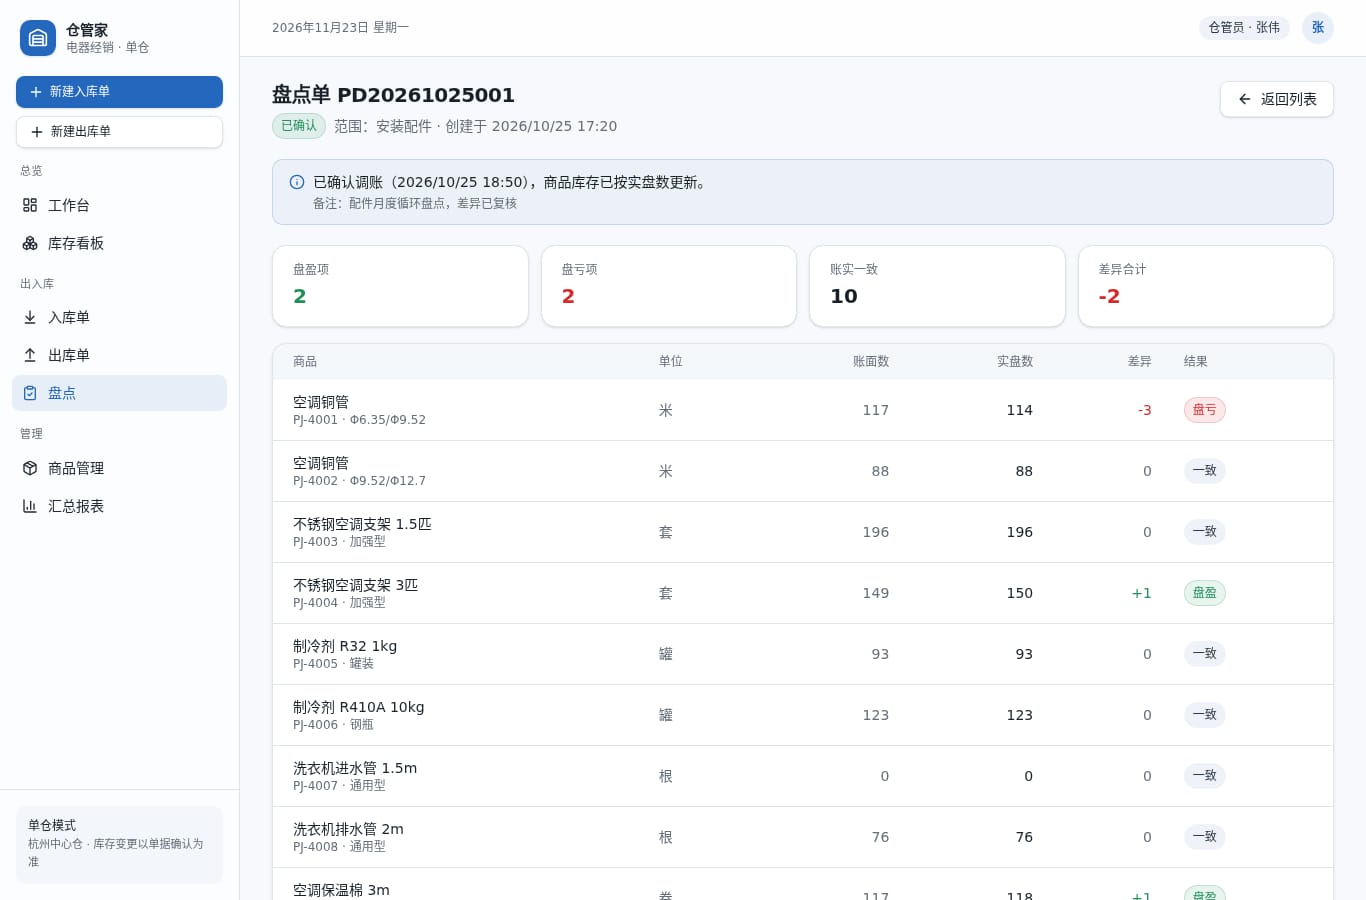 仓管家
电器经销 · 单仓
新建入库单
新建出库单
总览
工作台
库存看板
出入库
入库单
出库单
盘点
管理
商品管理
汇总报表
单仓模式
杭州中心仓 · 库存变更以单据确认为
准
2026年11月23日 星期一
仓管员 · 张伟
张
盘点单 PD20261025001
已确认
范围：安装配件 · 创建于 2026/10/25 17:20
返回列表
已确认调账（2026/10/25 18:50），商品库存已按实盘数更新。
备注：配件月度循环盘点，差异已复核
盘盈项
2
盘亏项
2
账实一致
10
差异合计
-2
商品 单位 账面数 实盘数 差异 结果
空调铜管
PJ-4001 · Φ6.35/Φ9.52
米 117 114 -3 盘亏
空调铜管
PJ-4002 · Φ9.52/Φ12.7
米 88 88 0 一致
不锈钢空调支架 1.5匹
PJ-4003 · 加强型
套 196 196 0 一致
不锈钢空调支架 3匹
PJ-4004 · 加强型
套 149 150 +1 盘盈
制冷剂 R32 1kg
PJ-4005 · 罐装
罐 93 93 0 一致
制冷剂 R410A 10kg
PJ-4006 · 钢瓶
罐 123 123 0 一致
洗衣机进水管 1.5m
PJ-4007 · 通用型
根 0 0 0 一致
洗衣机排水管 2m
PJ-4008 · 通用型
根 76 76 0 一致
空调保温棉 3m
卷 117 118 +1 盘盈